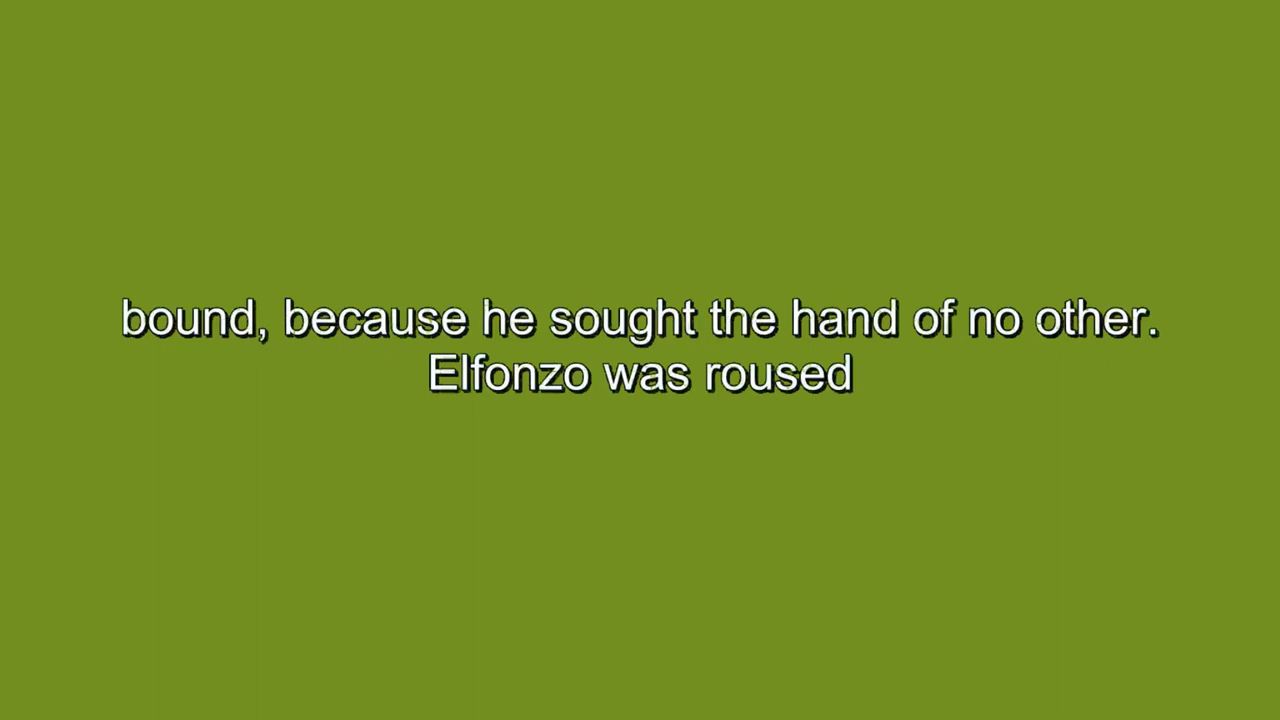 bound, because he sought the hand of no other.
Elfonzo was roused